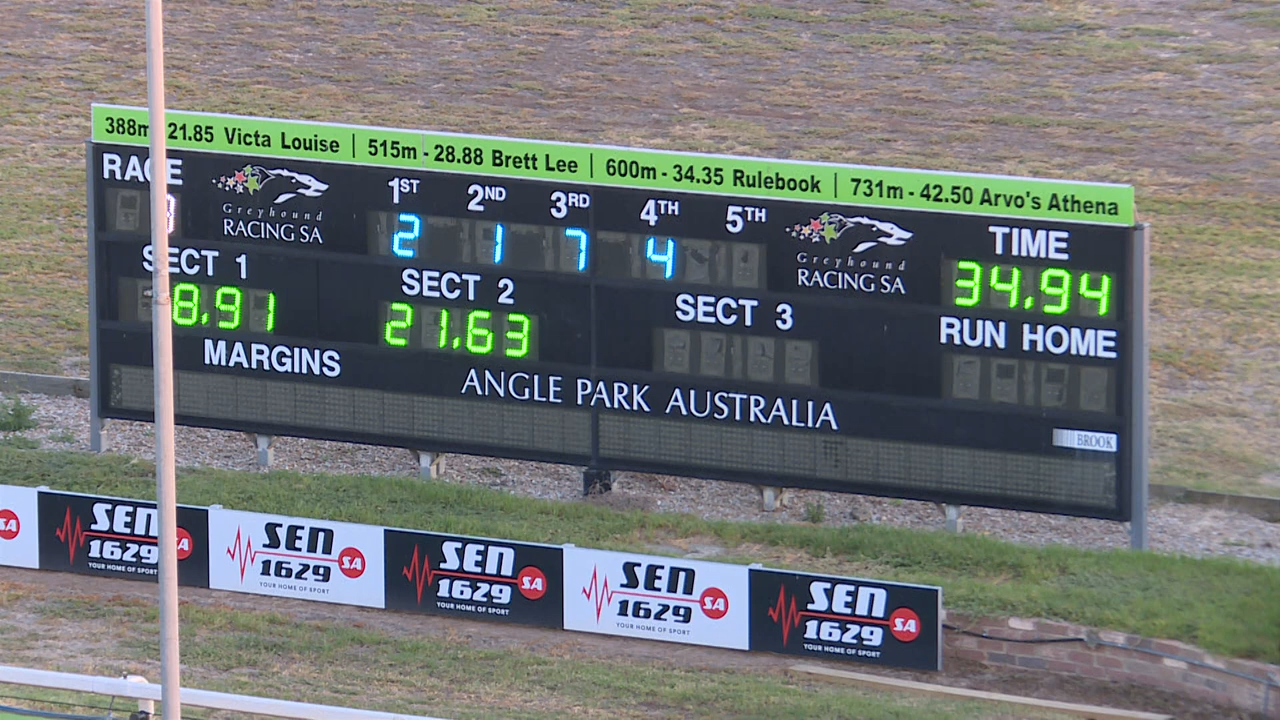 388m 21.85 Victa Louise | 515m - 28.88 Brett Lee | 600m - 34.35 Rulebook | 731m - 42.50 Arvo's Athena
RACE
Greyhound
RACING SA
1ST 2ND 3RD 4TH 5TH
2 1 7 4
Greyhound
RACING SA
TIME
34.94
SECT 1
8.91
SECT 2
21.63
SECT 3
RUN HOME
MARGINS
ANGLE PARK AUSTRALIA
BROOK
SA
SEN
1629
SA
SEN
1629
SA
YOUR HOME OF SPORT
SEN
1629
SA
YOUR HOME OF SPORT
SEN
1629
SA
YOUR HOME OF SPORT
SEN
1629
SA
YOUR HOME OF SPORT